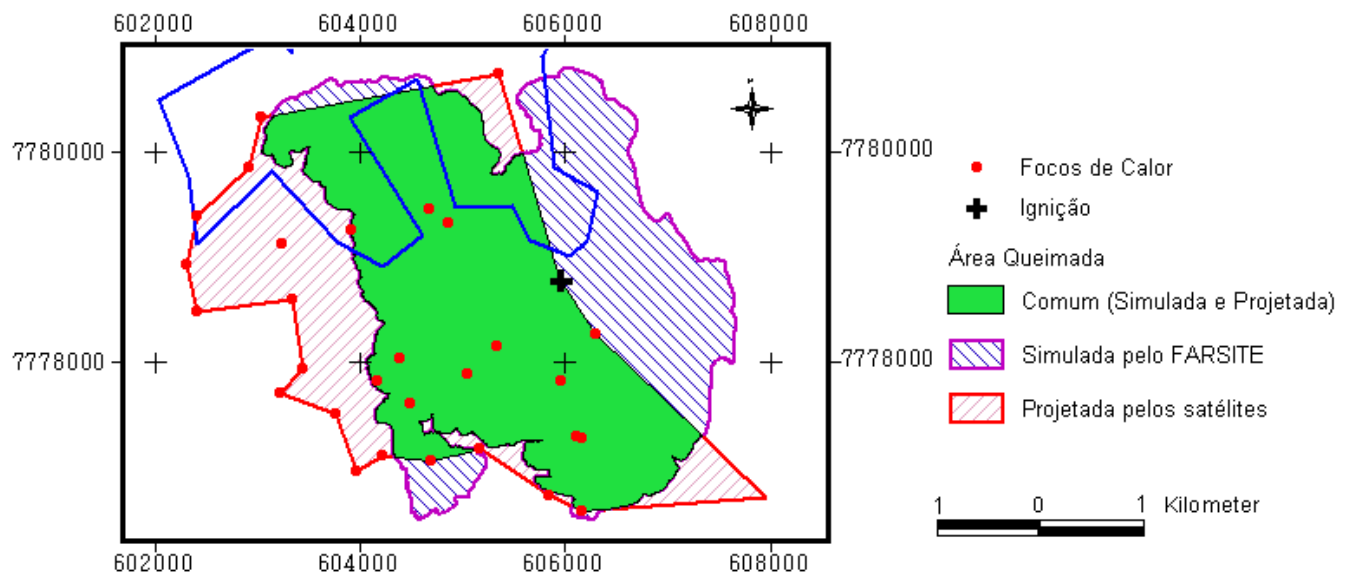 602000 604000 606000 608000
7780000 7780000
Focos de Calor
Ignição
Área Queimada
Comum (Simulada e Projetada)
7778000 7778000
Simulada pelo FARSITE
Projetada pelos satélites
1 0 1 Kilometer
602000 604000 606000 608000